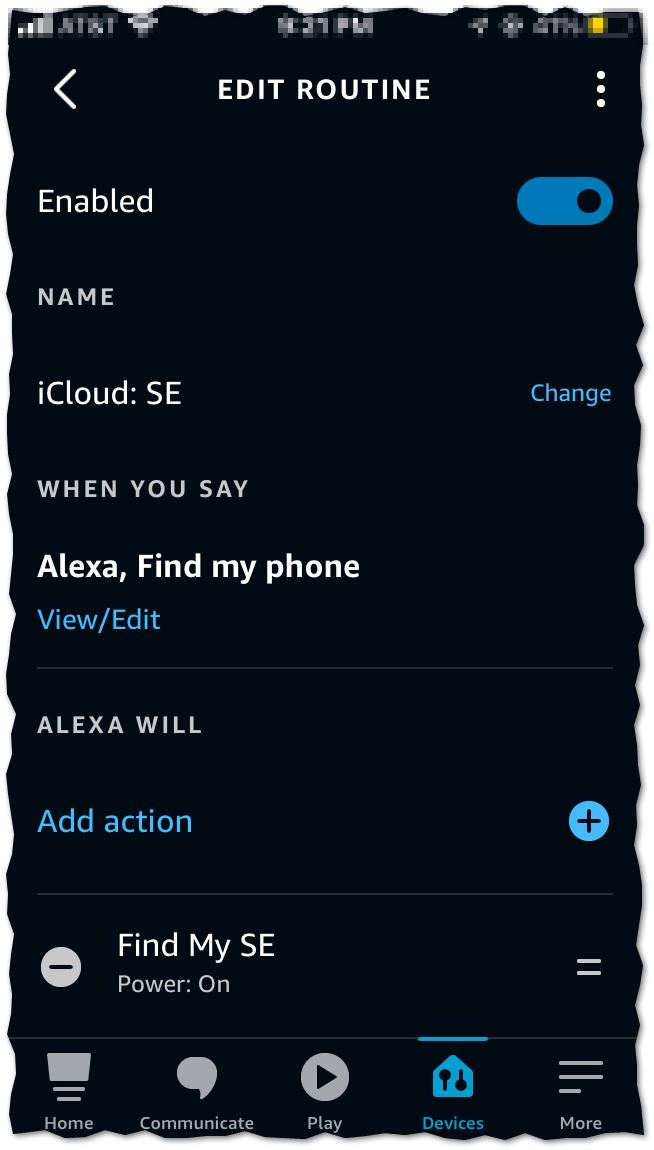 EDIT ROUTINE
Enabled
NAME
iCloud: SE
Change
WHEN YOU SAY
Alexa, Find my phone
View/Edit
ALEXA WILL
Add action
Find My SE
Power: On
Home
Communicate
Play
Devices
More